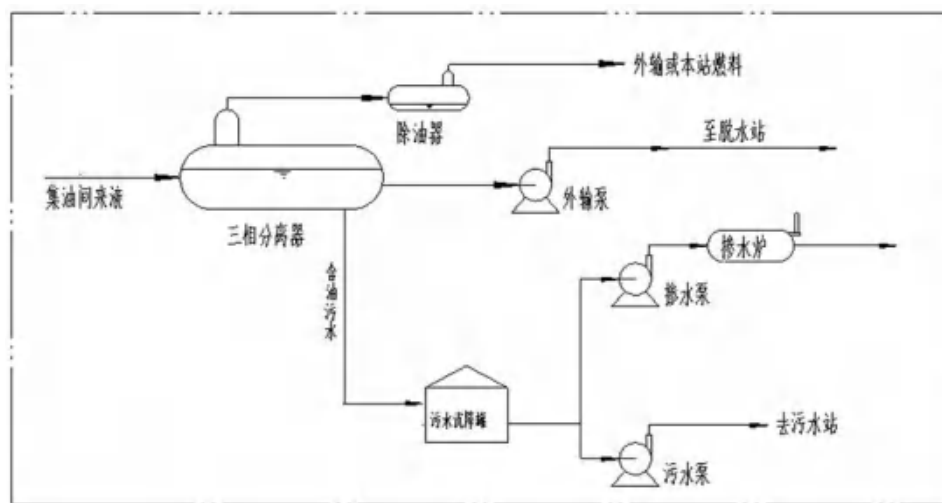 外输或本站燃料
除油器
至脱水站
集油间来液
外输泵
三相分离器
掺水炉
含油污水
掺水泵
污水沉降罐
去污水站
污水泵